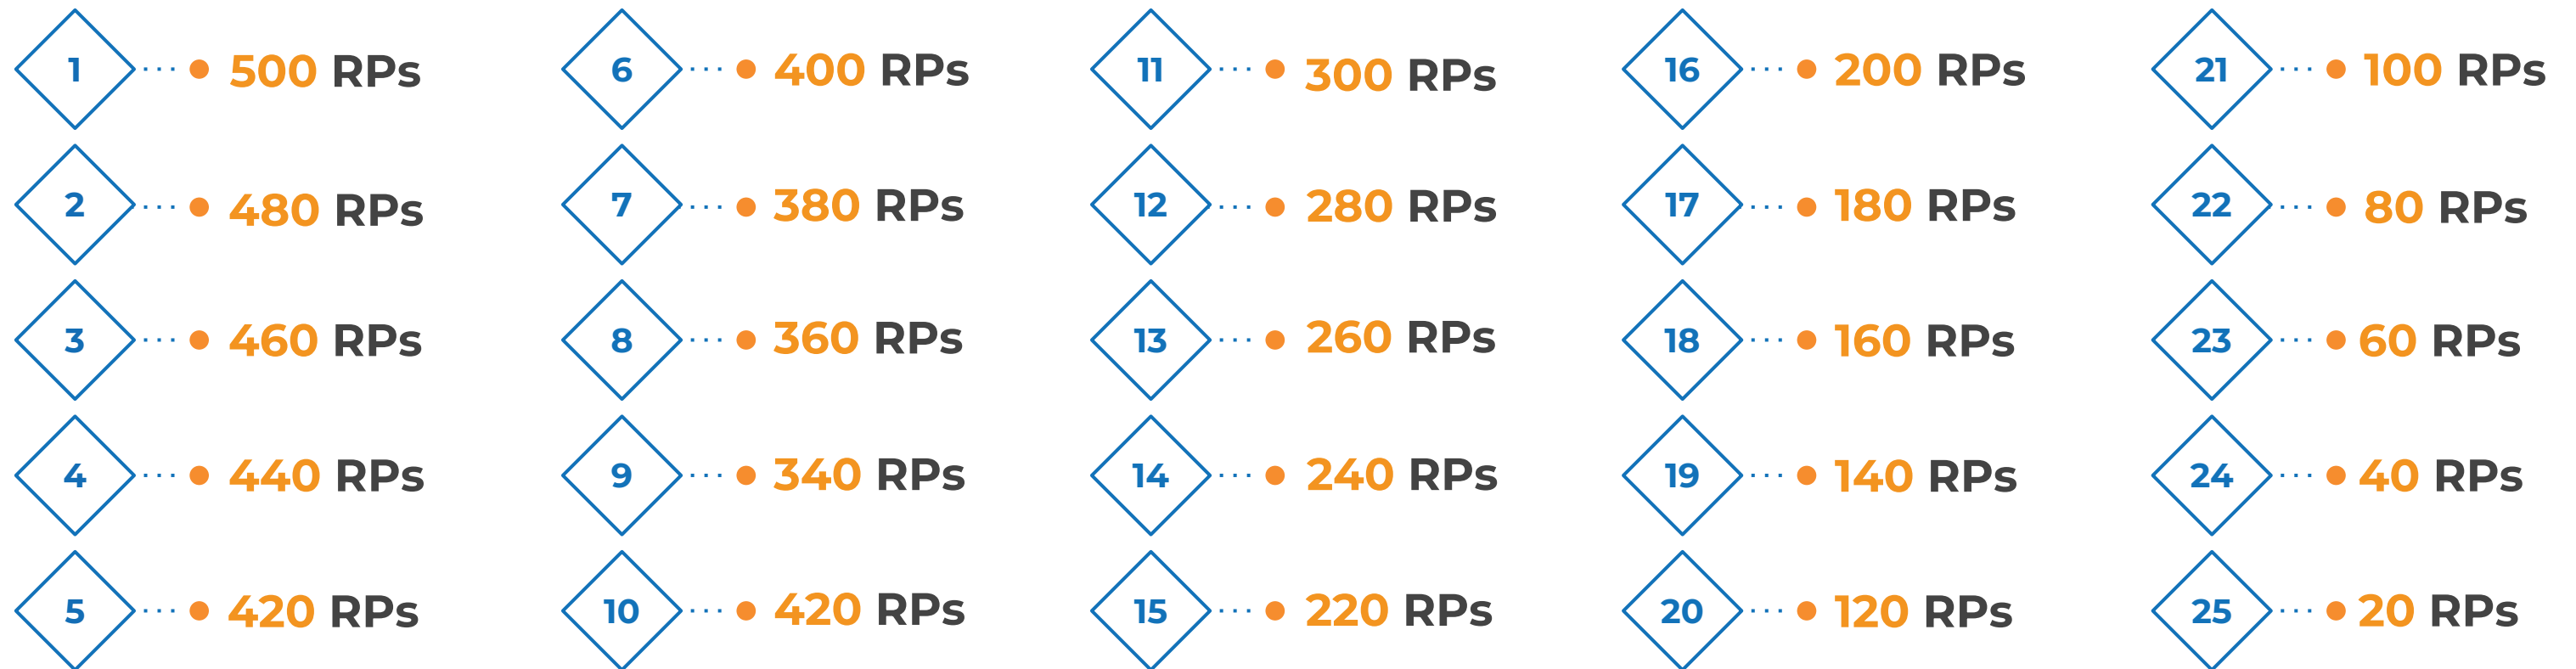 1 500 RPs
2 480 RPs
3 460 RPs
4 440 RPs
5 420 RPs
6 400 RPs
7 380 RPs
8 360 RPs
9 340 RPs
10 420 RPs
11 300 RPs
12 280 RPs
13 260 RPs
14 240 RPs
15 220 RPs
16 200 RPs
17 180 RPs
18 160 RPs
19 140 RPs
20 120 RPs
21 100 RPs
22 80 RPs
23 60 RPs
24 40 RPs
25 20 RPs